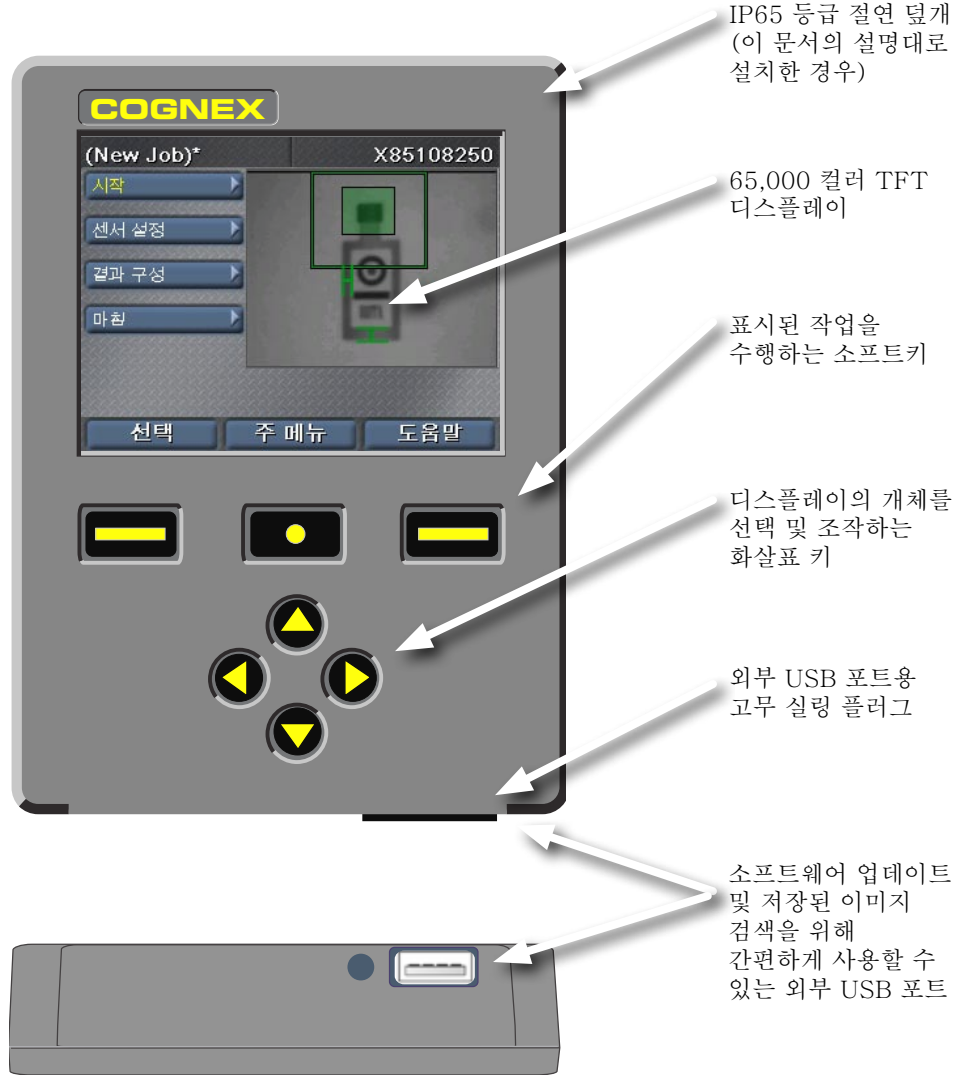 IP65 등급 절연 덮개
(이 문서의 설명대로
설치한 경우)
COGNEX
(New Job)* X85108250
시작
센서 설정
결과 구성
마침
선택 주 메뉴 도움말
65,000 컬러 TFT
디스플레이
표시된 작업을
수행하는 소프트키
디스플레이의 개체를
선택 및 조작하는
화살표 키
외부 USB 포트용
고무 실링 플러그
소프트웨어 업데이트
및 저장된 이미지
검색을 위해
간편하게 사용할 수
있는 외부 USB 포트